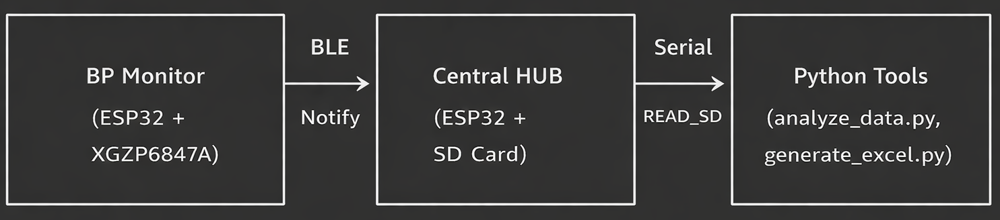 BP Monitor
(ESP32 +
XGZP6847A)
BLE
Notify
Central HUB
(ESP32 +
SD Card)
Serial
READ_SD
Python Tools
(analyze_data.py,
generate_excel.py)